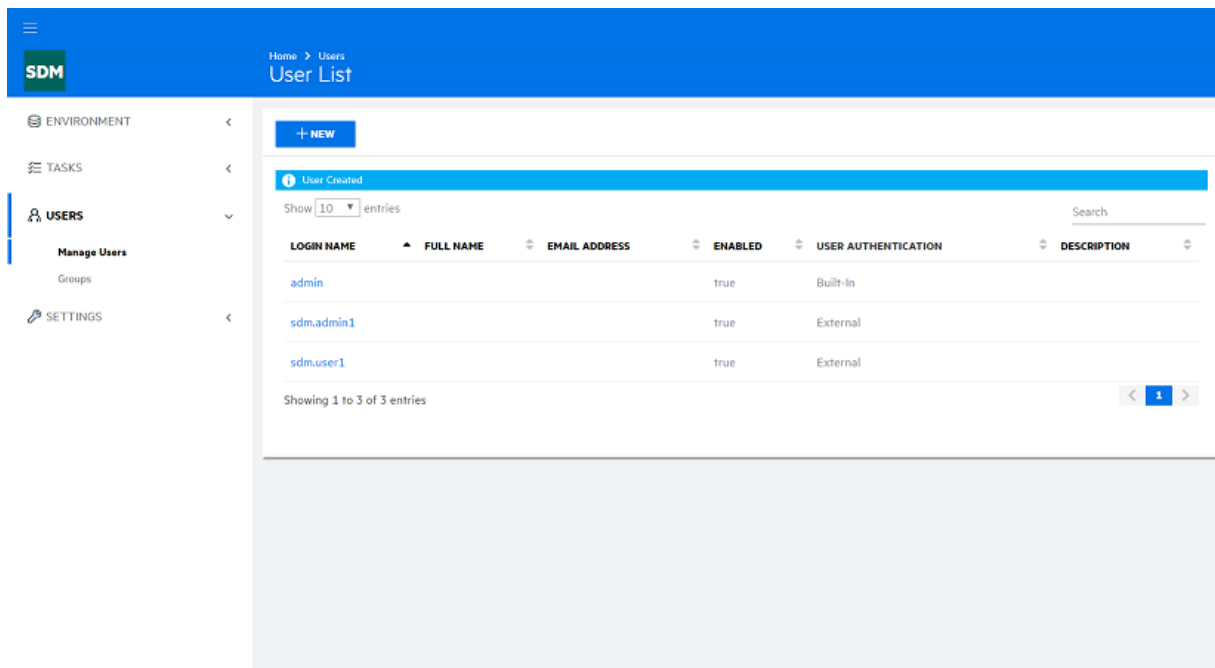 Home > Users
SDM
User List
ENVIRONMENT
TASKS
USERS
Manage Users
Groups
SETTINGS
+ NEW
User Created
Show 10 entries
Search
LOGIN NAME FULL NAME EMAIL ADDRESS ENABLED USER AUTHENTICATION DESCRIPTION
admin true Built-In
sdm.admin1 true External
sdm.user1 true External
Showing 1 to 3 of 3 entries
< 1 >